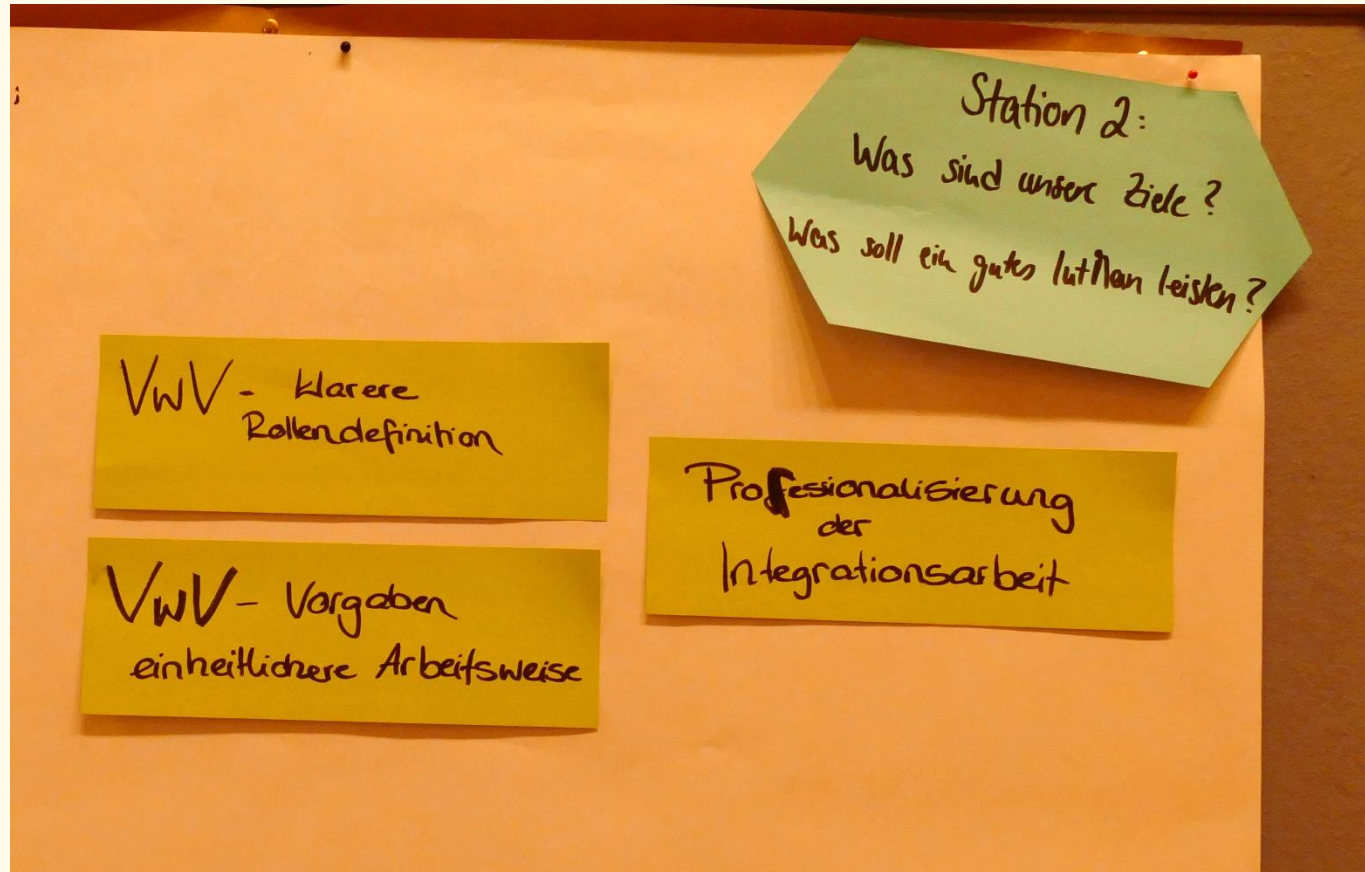 Station 2:
Was sind unsere Ziele?
Was soll ein gutes IntMan leisten?
VwV - klarere
Rollendefinition
VwV - Vorgaben
einheitlichere Arbeitsweise
Professionalisierung
der
Integrationsarbeit